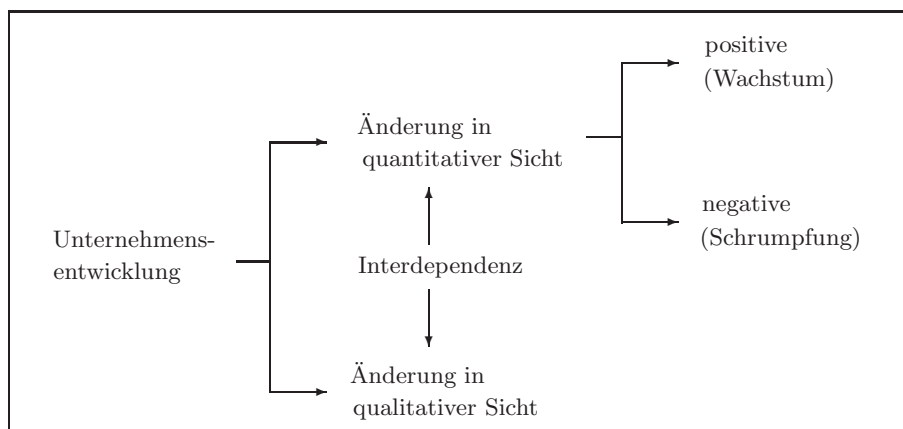 positive
(Wachstum)
Änderung in
quantitativer Sicht
negative
(Schrumpfung)
Unternehmens-
entwicklung
Interdependenz
Änderung in
qualitativer Sicht